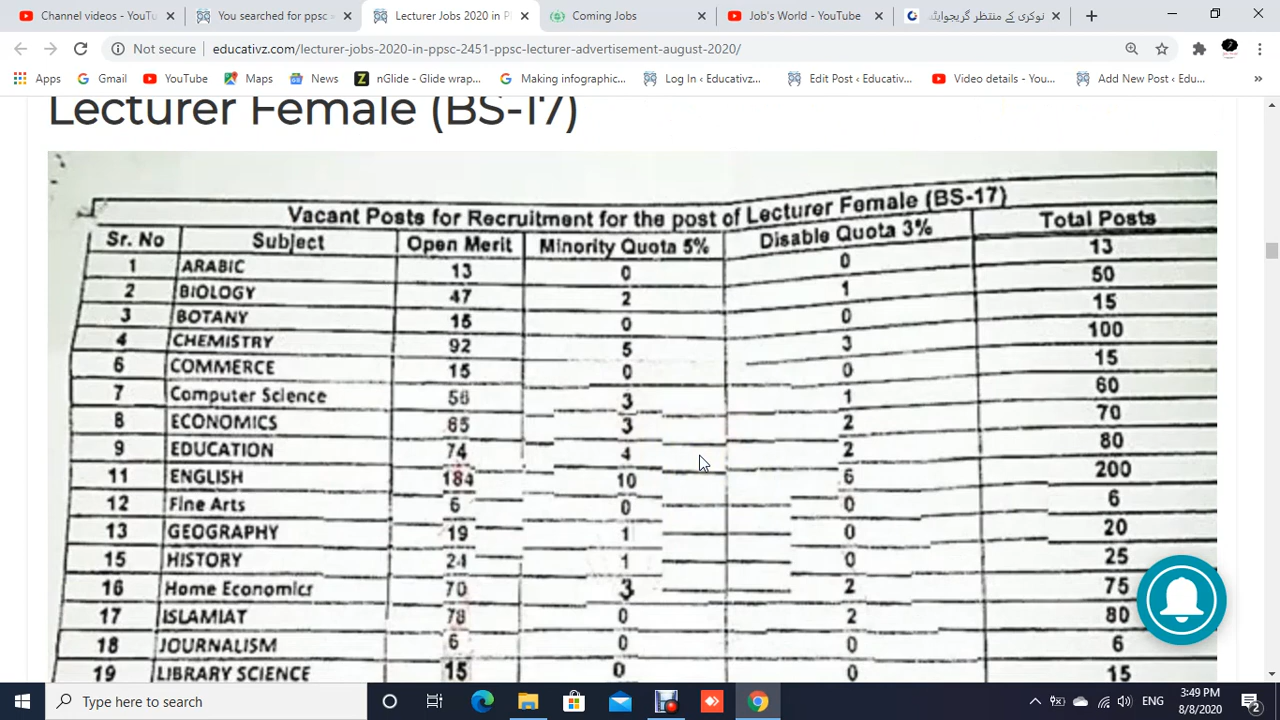 Channel videos - YouT
You searched for ppsc
Lecturer Jobs 2020 in P
Coming Jobs
Job's World - YouTube
نوکری کے منتظر گریجوایٹ
Not secure
educativz.com/lecturer-jobs-2020-in-ppsc-2451-ppsc-lecturer-advertisement-august-2020/
Apps
Gmail
YouTube
Maps
News
nGlide - Glide wrap...
Making infographic...
Log In ‹ Educativz...
Edit Post ‹ Educativ...
Video details - You...
Add New Post ‹ Edu...
»
Lecturer Female (BS-17)
Vacant Posts for Recruitment for the post of Lecturer Female (BS-17)
Sr. No Subject Open Merit Minority Quota 5% Disable Quota 3% Total Posts
1 ARABIC 13 0 0 13
2 BIOLOGY 47 2 1 50
3 BOTANY 15 0 0 15
4 CHEMISTRY 92 5 3 100
6 COMMERCE 15 0 0 15
7 Computer Science 56 3 1 60
8 ECONOMICS 65 3 2 70
9 EDUCATION 74 4 2 80
11 ENGLISH 184 10 6 200
12 Fine Arts 6 0 0 6
13 GEOGRAPHY 19 1 0 20
15 HISTORY 24 1 0 25
16 Home Economics 70 3 2 75
17 ISLAMIAT 78 0 2 80
18 JOURNALISM 6 0 0 6
19 LIBRARY SCIENCE 15 0 0 15
Type here to search
ENG
3:49 PM
8/8/2020
2